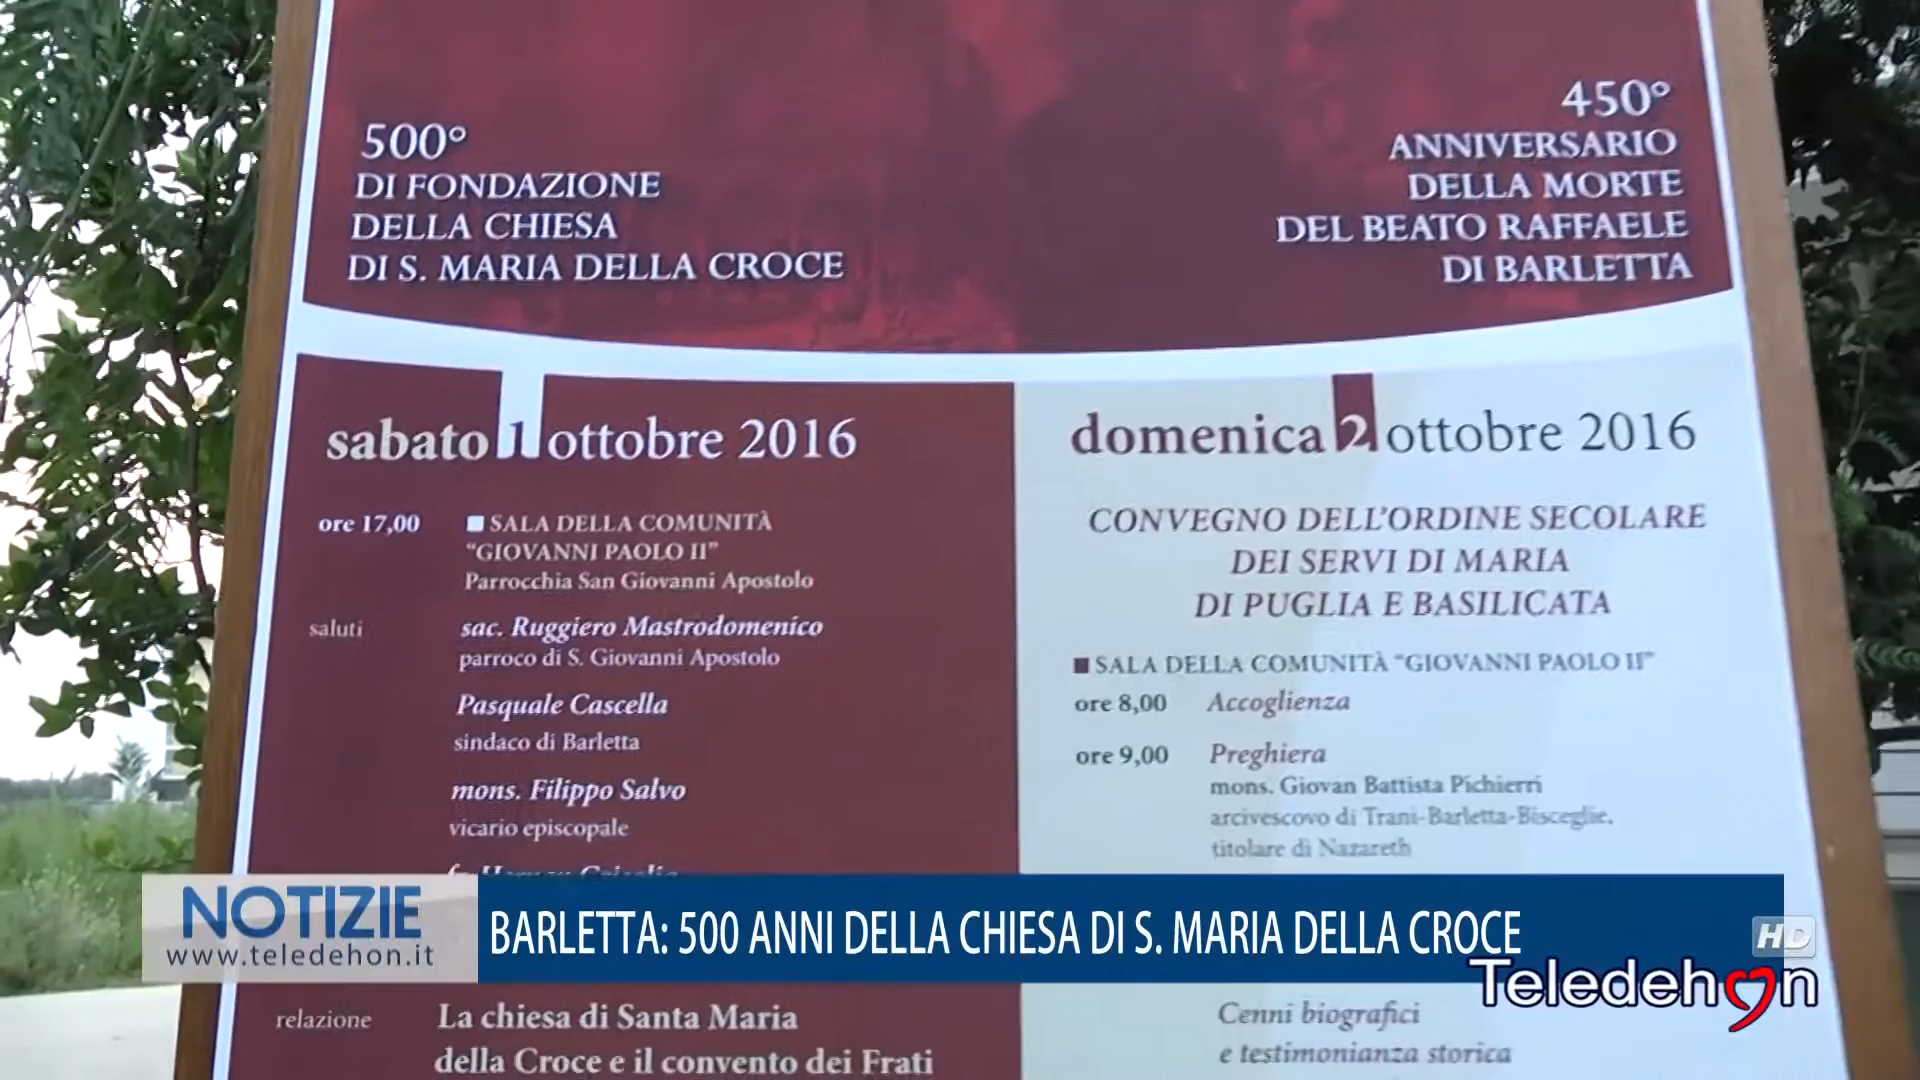 500°
DI FONDAZIONE
DELLA CHIESA
DI S. MARIA DELLA CROCE
450°
ANNIVERSARIO
DELLA MORTE
DEL BEATO RAFFAELE
DI BARLETTA
sabato 1 ottobre 2016
ore 17,00 SALA DELLA COMUNITÀ
"GIOVANNI PAOLO II"
Parrocchia San Giovanni Apostolo
saluti sac. Ruggiero Mastrodomenico
parroco di S. Giovanni Apostolo
Pasquale Cascella
sindaco di Barletta
mons. Filippo Salvo
vicario episcopale
relazione La chiesa di Santa Maria
della Croce e il convento dei Frati
domenica 2 ottobre 2016
CONVEGNO DELL'ORDINE SECOLARE
DEI SERVI DI MARIA
DI PUGLIA E BASILICATA
SALA DELLA COMUNITÀ "GIOVANNI PAOLO II"
ore 8,00 Accoglienza
ore 9,00 Preghiera
mons. Giovan Battista Pichierri
arcivescovo di Trani-Barletta-Bisceglie,
titolare di Nazareth
Cenni biografici
e testimonianza storica
NOTIZIE
www.teledehon.it
BARLETTA: 500 ANNI DELLA CHIESA DI S. MARIA DELLA CROCE
HD
Teledehon